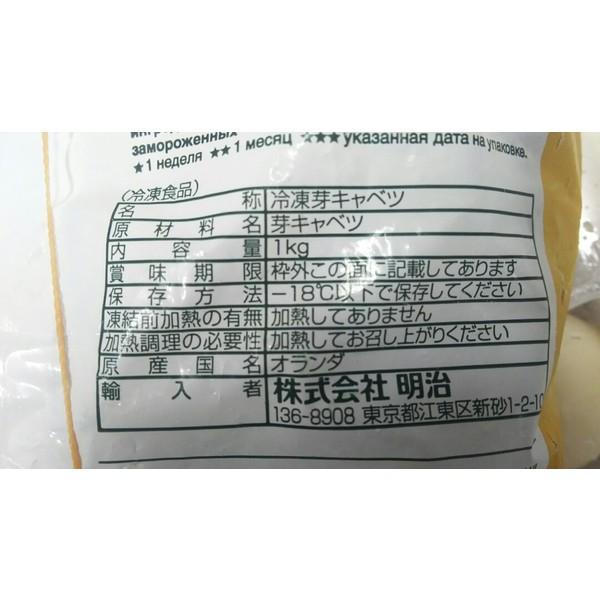 замороженных
★1 неделя ★★1 месяц ☆★★указанная дата на упаковке.
(冷凍食品)
名 称 冷凍芽キャベツ
原 材 料 名 芽キャベツ
内 容 量 1kg
賞 味 期 限 枠外この面に記載してあります
保 存 方 法 −18℃以下で保存してください
凍結前加熱の有無 加熱してありません
加熱調理の必要性 加熱してお召し上がりください
原 産 国 名 オランダ
輸 入 者 株式会社 明治
136-8908 東京都江東区新砂1-2-10